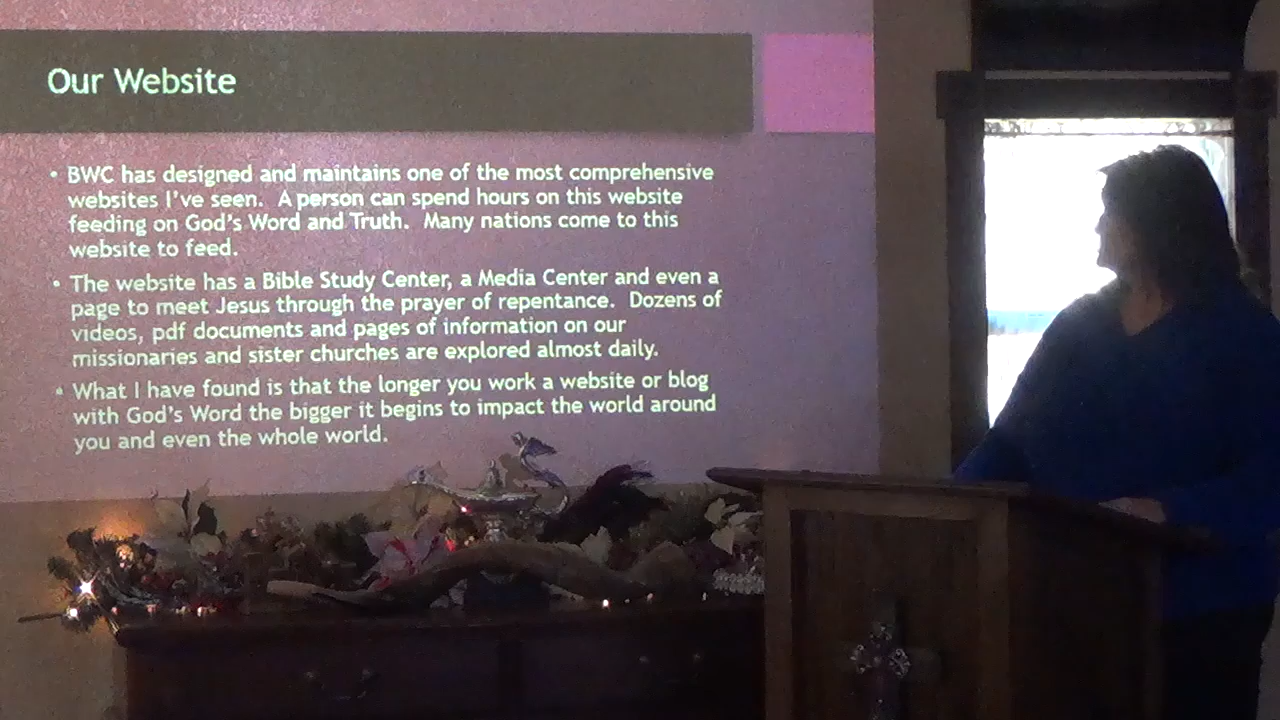 Our Website
• BWC has designed and maintains one of the most comprehensive
websites I've seen.  A person can spend hours on this website
feeding on God's Word and Truth.  Many nations come to this
website to feed.
• The website has a Bible Study Center, a Media Center and even a
page to meet Jesus through the prayer of repentance.  Dozens of
videos, pdf documents and pages of information on our
missionaries and sister churches are explored almost daily.
• What I have found is that the longer you work a website or blog
with God's Word the bigger it begins to impact the world around
you and even the whole world.